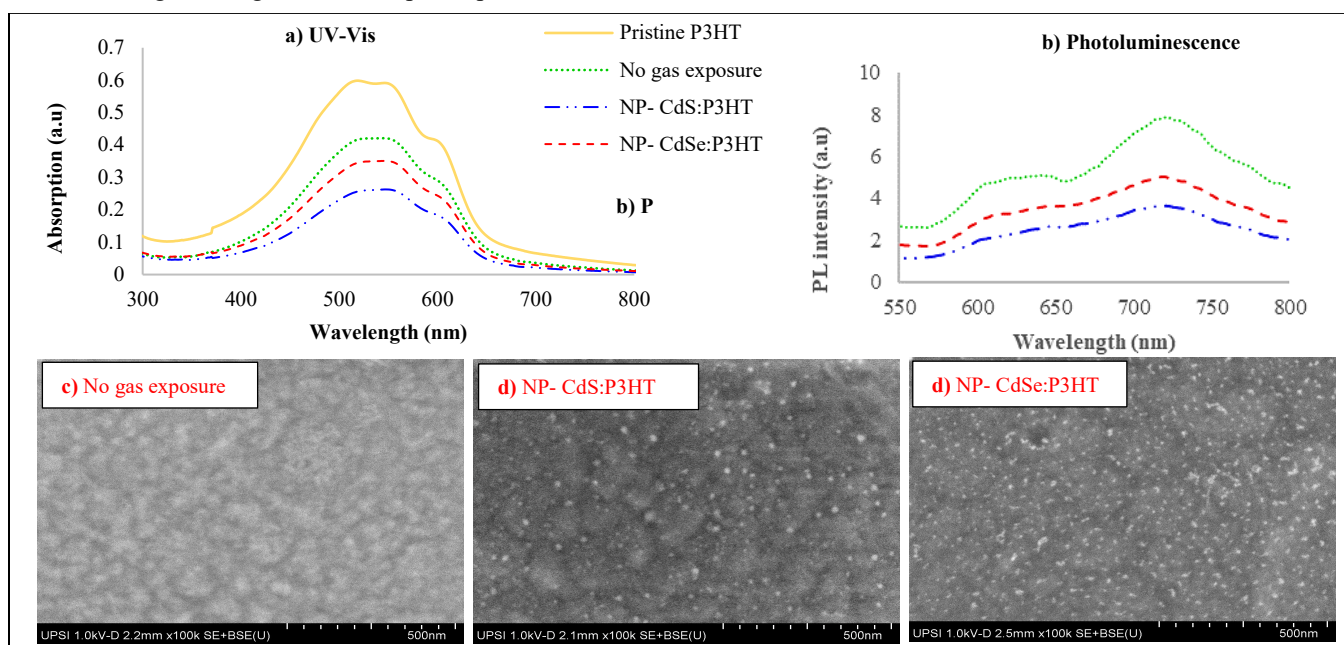 a) UV-Vis
Pristine P3HT
No gas exposure
NP- CdS:P3HT
NP- CdSe:P3HT
b) P
Absorption (a.u)
0.7
0.6
0.5
0.4
0.3
0.2
0.1
0
300 400 500 600 700 800
Wavelength (nm)
b) Photoluminescence
PL intensity (a.u)
10
8
6
4
2
0
550 600 650 700 750 800
Wavelength (nm)
c) No gas exposure
UPSI 1.0kV-D 2.2mm x100k SE+BSE(U) 500nm
d) NP- CdS:P3HT
UPSI 1.0kV-D 2.1mm x100k SE+BSE(U) 500nm
d) NP- CdSe:P3HT
UPSI 1.0kV-D 2.5mm x100k SE+BSE(U) 500nm